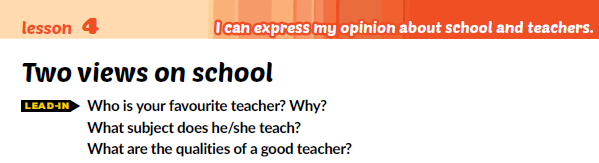 lesson 4
I can express my opinion about school and teachers.
Two views on school
LEAD-IN Who is your favourite teacher? Why?
What subject does he/she teach?
What are the qualities of a good teacher?